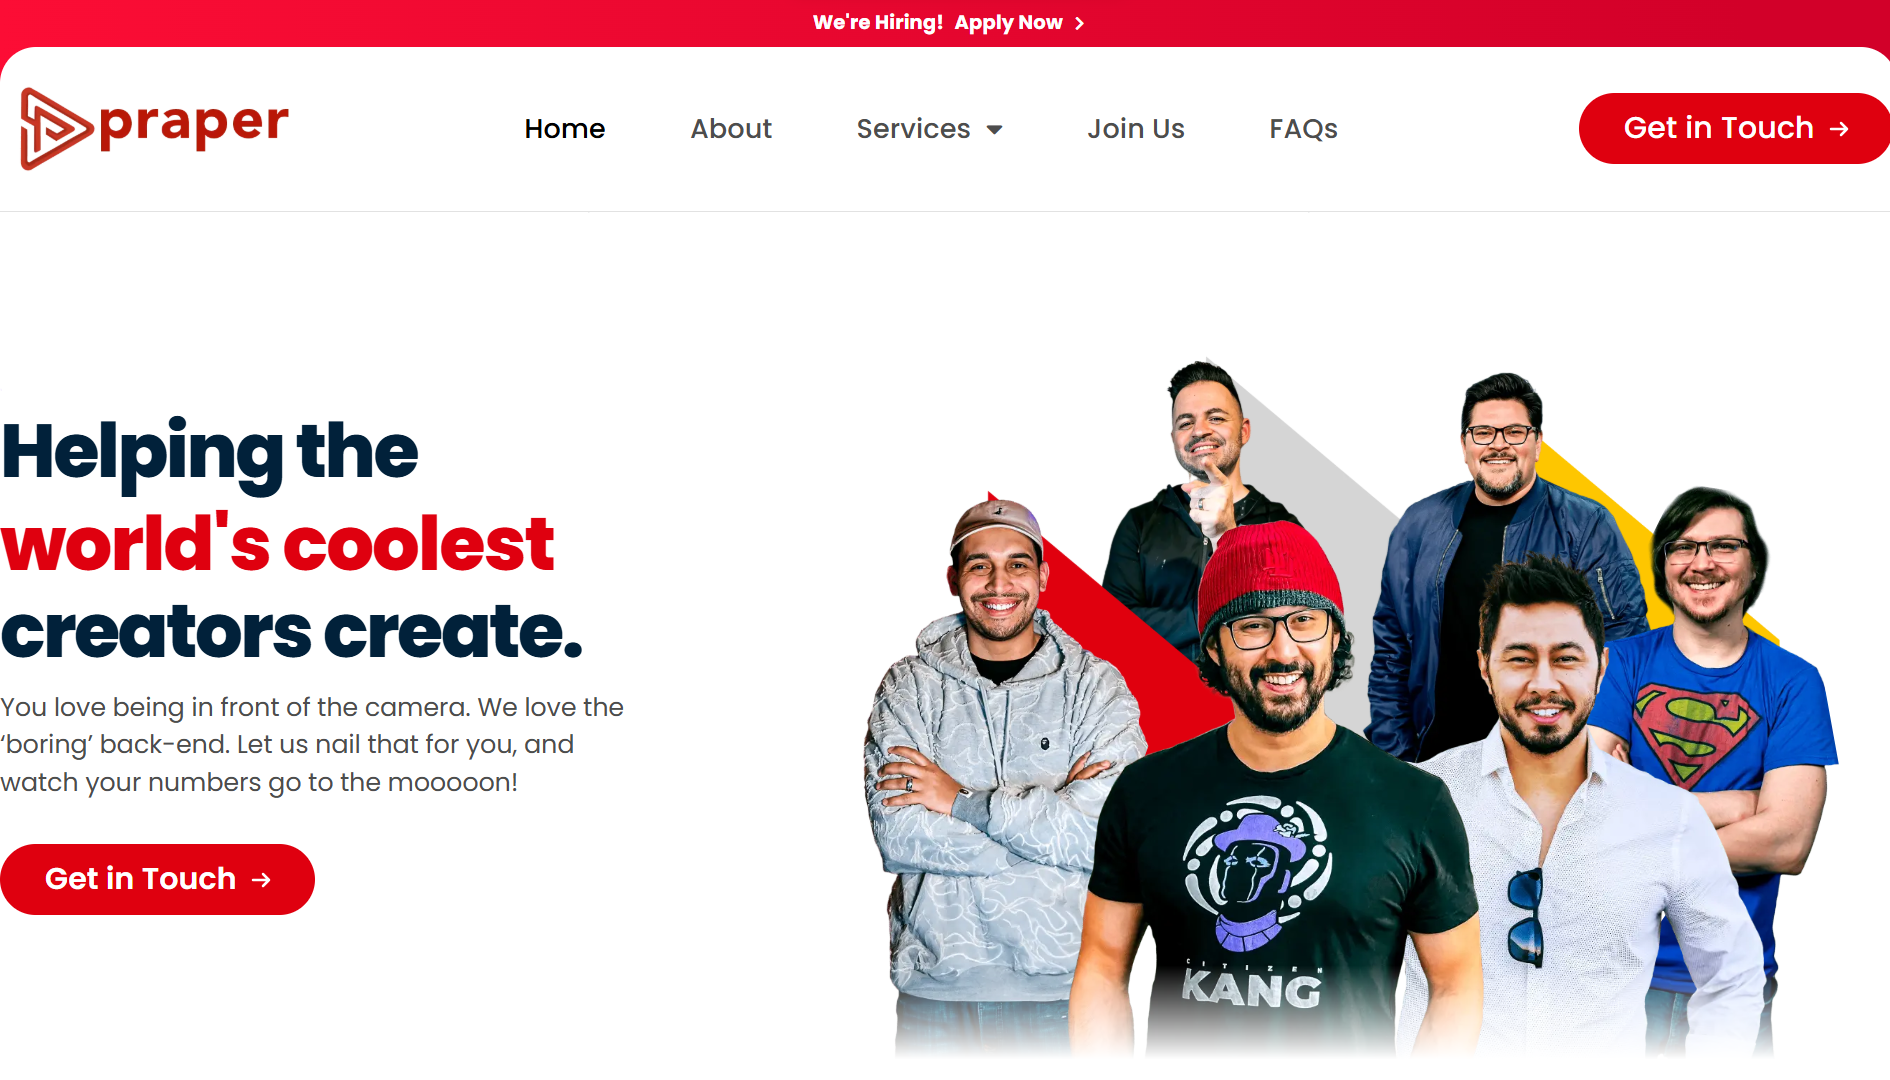 We're Hiring! Apply Now
praper
Home
About
Services
Join Us
FAQs
Get in Touch
Helping the
world's coolest
creators create.
You love being in front of the camera. We love the
‘boring’ back-end. Let us nail that for you, and
watch your numbers go to the mooooon!
Get in Touch
CITIZEN
KANG